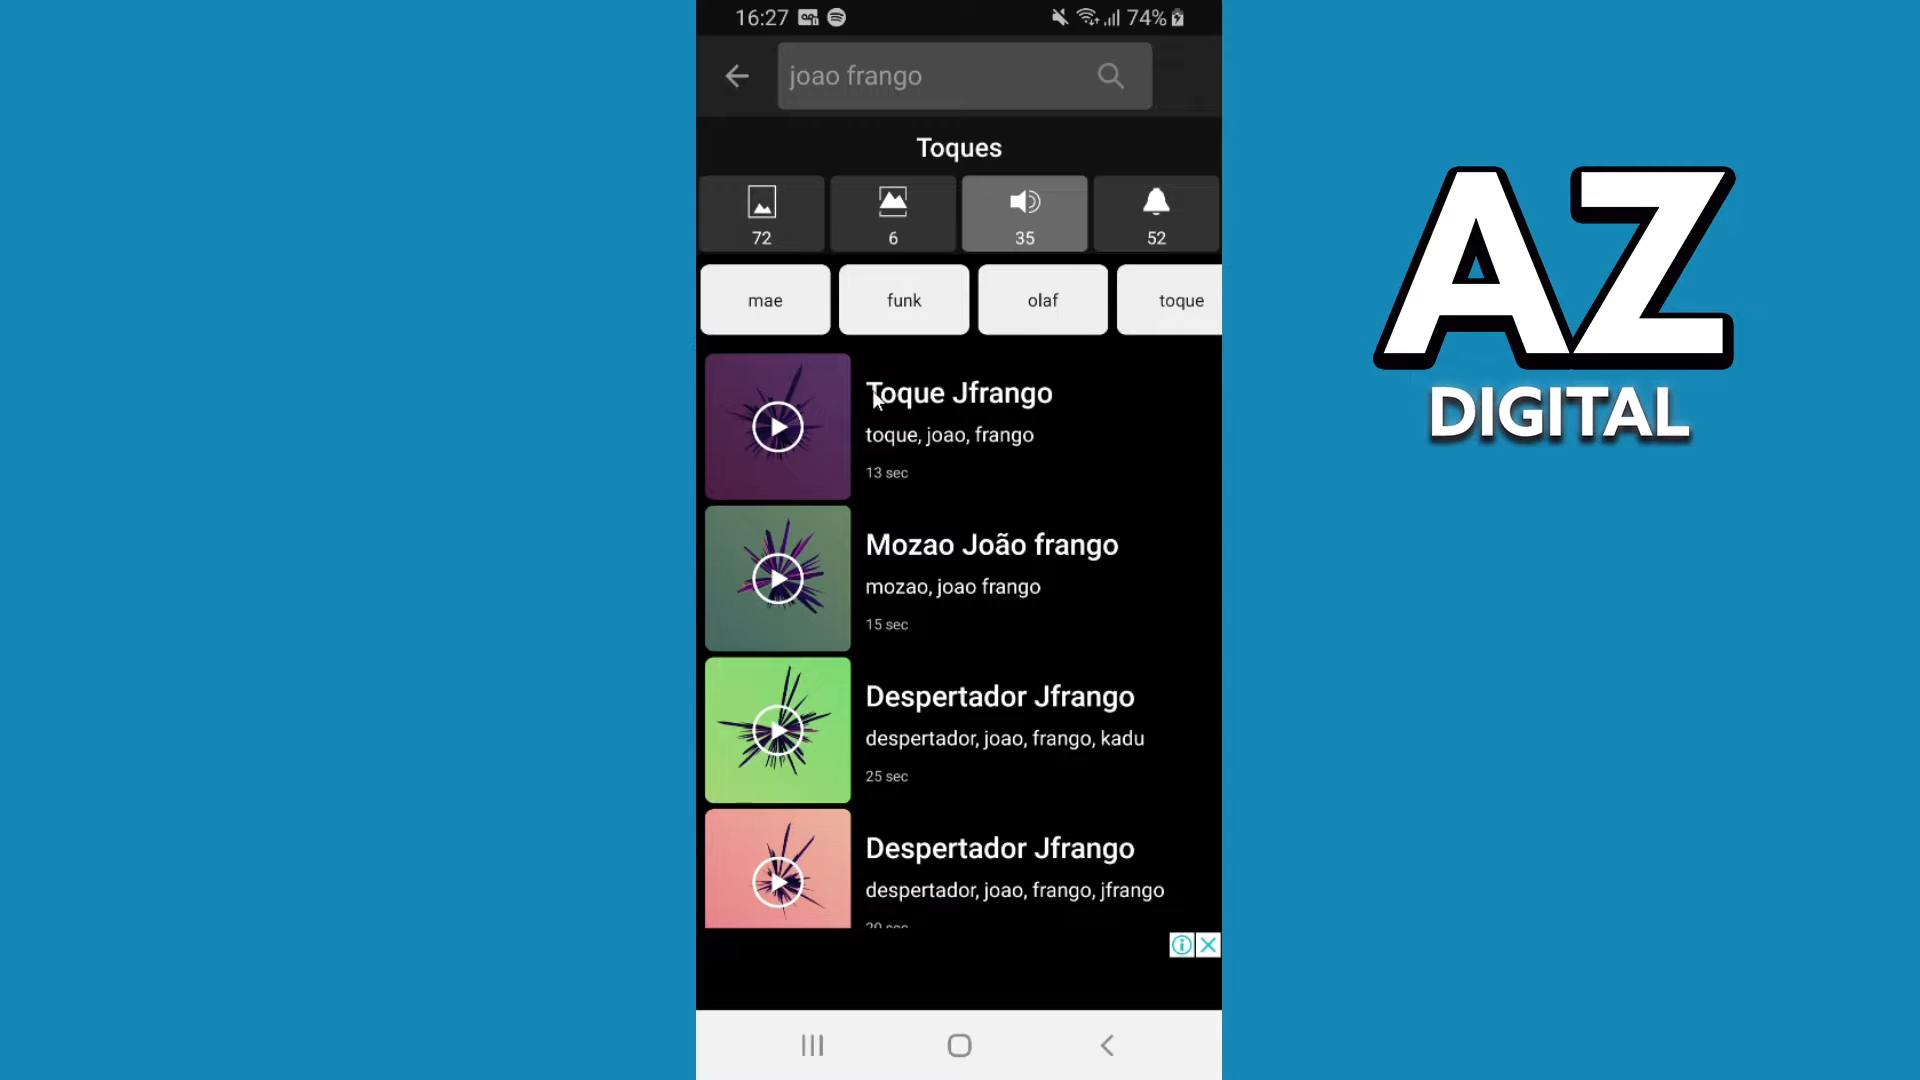 16:27 74%
joao frango
Toques
72 6 35 52
mae funk olaf toque
Toque Jfrango
toque, joao, frango
13 sec
Mozao João frango
mozao, joao frango
15 sec
Despertador Jfrango
despertador, joao, frango, kadu
25 sec
Despertador Jfrango
despertador, joao, frango, jfrango
AZ
DIGITAL